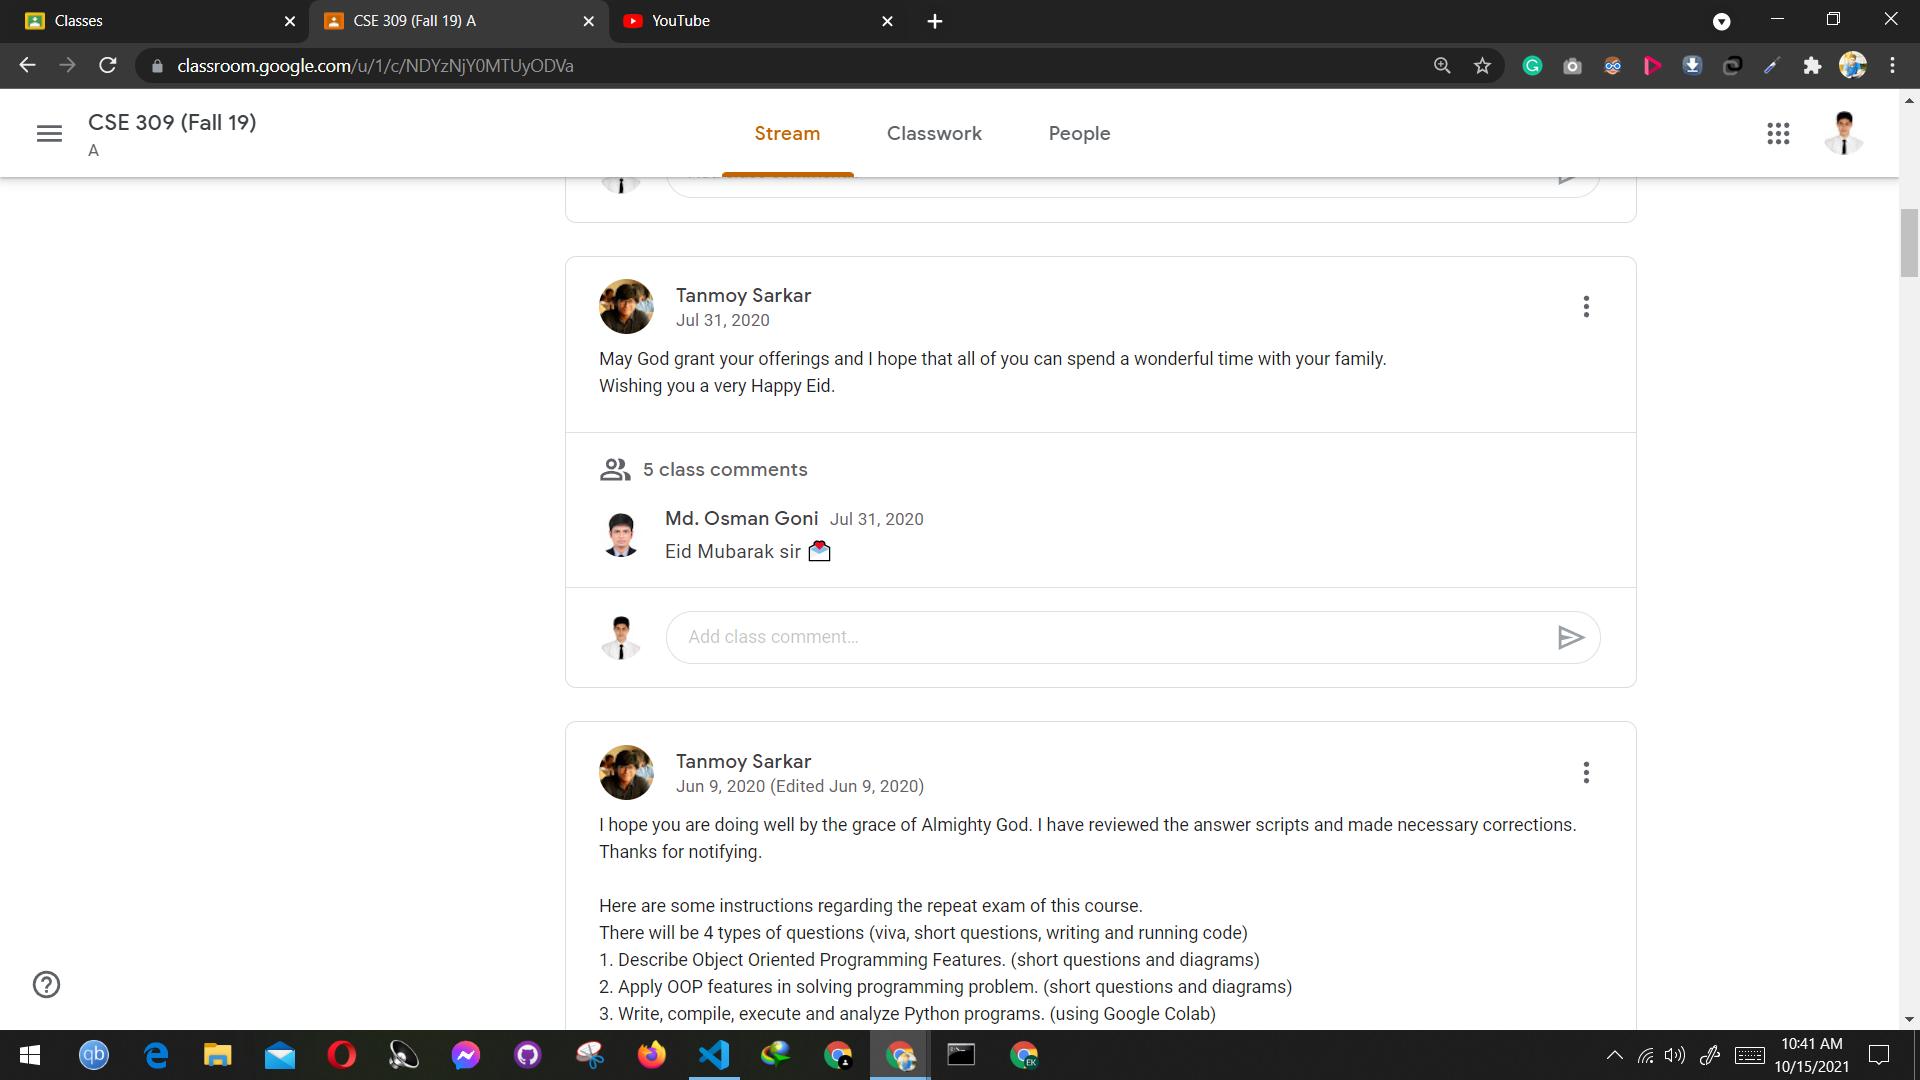 Classes
CSE 309 (Fall 19) A
YouTube
classroom.google.com/u/1/c/NDYzNjY0MTUyODVa
CSE 309 (Fall 19)
A
Stream
Classwork
People
Tanmoy Sarkar
Jul 31, 2020
May God grant your offerings and I hope that all of you can spend a wonderful time with your family.
Wishing you a very Happy Eid.
5 class comments
Md. Osman Goni Jul 31, 2020
Eid Mubarak sir 💌
Add class comment...
Tanmoy Sarkar
Jun 9, 2020 (Edited Jun 9, 2020)
I hope you are doing well by the grace of Almighty God. I have reviewed the answer scripts and made necessary corrections.
Thanks for notifying.
Here are some instructions regarding the repeat exam of this course.
There will be 4 types of questions (viva, short questions, writing and running code)
1. Describe Object Oriented Programming Features. (short questions and diagrams)
2. Apply OOP features in solving programming problem. (short questions and diagrams)
3. Write, compile, execute and analyze Python programs. (using Google Colab)
qb
EK
10:41 AM
10/15/2021